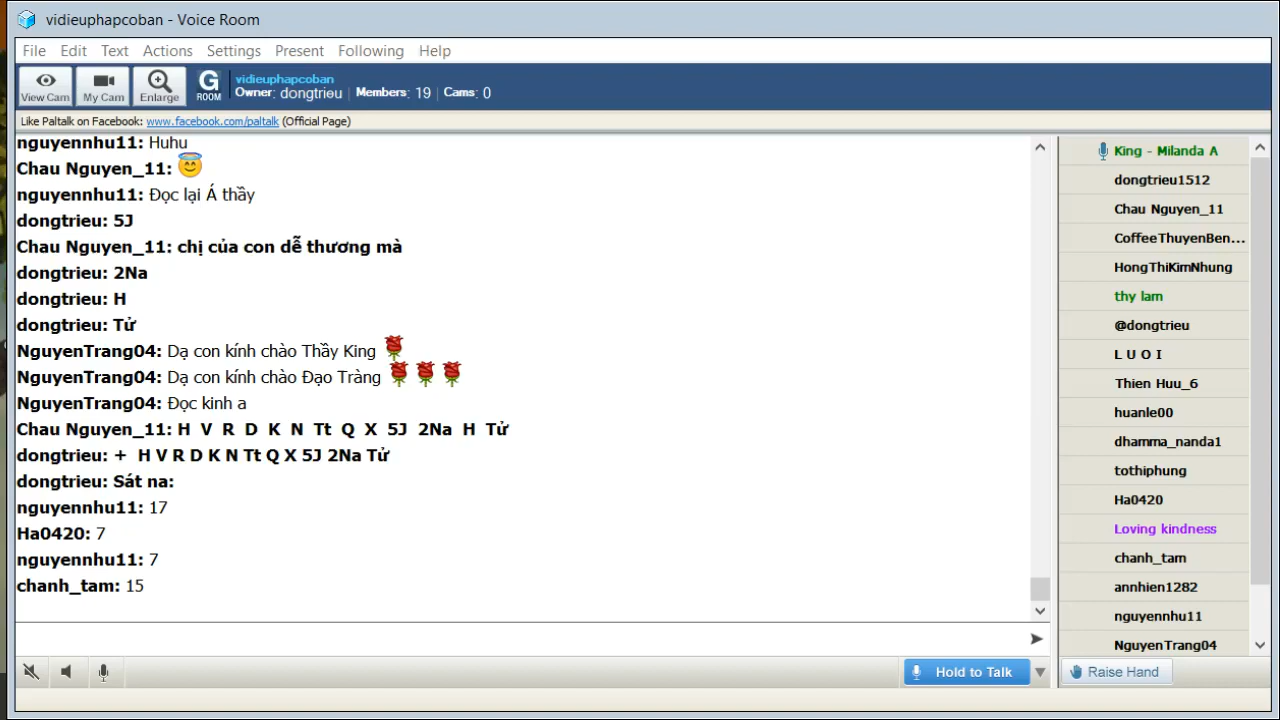 vidieuphapcoban - Voice Room
File Edit Text Actions Settings Present Following Help
View Cam
My Cam
Enlarge
G
ROOM
vidieuphapcoban
Owner: dongtrieu | Members: 19 | Cams: 0
Like Paltalk on Facebook: www.facebook.com/paltalk (Official Page)
nguyennhu11: Huhu
Chau Nguyen_11:
nguyennhu11: Đọc lại Á thầy
dongtrieu: 5J
Chau Nguyen_11: chị của con dễ thương mà
dongtrieu: 2Na
dongtrieu: H
dongtrieu: Tử
NguyenTrang04: Dạ con kính chào Thầy King
NguyenTrang04: Dạ con kính chào Đạo Tràng
NguyenTrang04: Đọc kinh a
Chau Nguyen_11: H V R D K N Tt Q X 5J 2Na H Tử
dongtrieu: + H V R D K N Tt Q X 5J 2Na Tử
dongtrieu: Sát na:
nguyennhu11: 17
Ha0420: 7
nguyennhu11: 7
chanh_tam: 15
King - Milanda A
dongtrieu1512
Chau Nguyen_11
CoffeeThuyenBen...
HongThiKimNhung
thy lam
@dongtrieu
L U O I
Thien Huu_6
huanle00
dhamma_nanda1
tothiphung
Ha0420
Loving kindness
chanh_tam
annhien1282
nguyennhu11
NguyenTrang04
Hold to Talk
Raise Hand